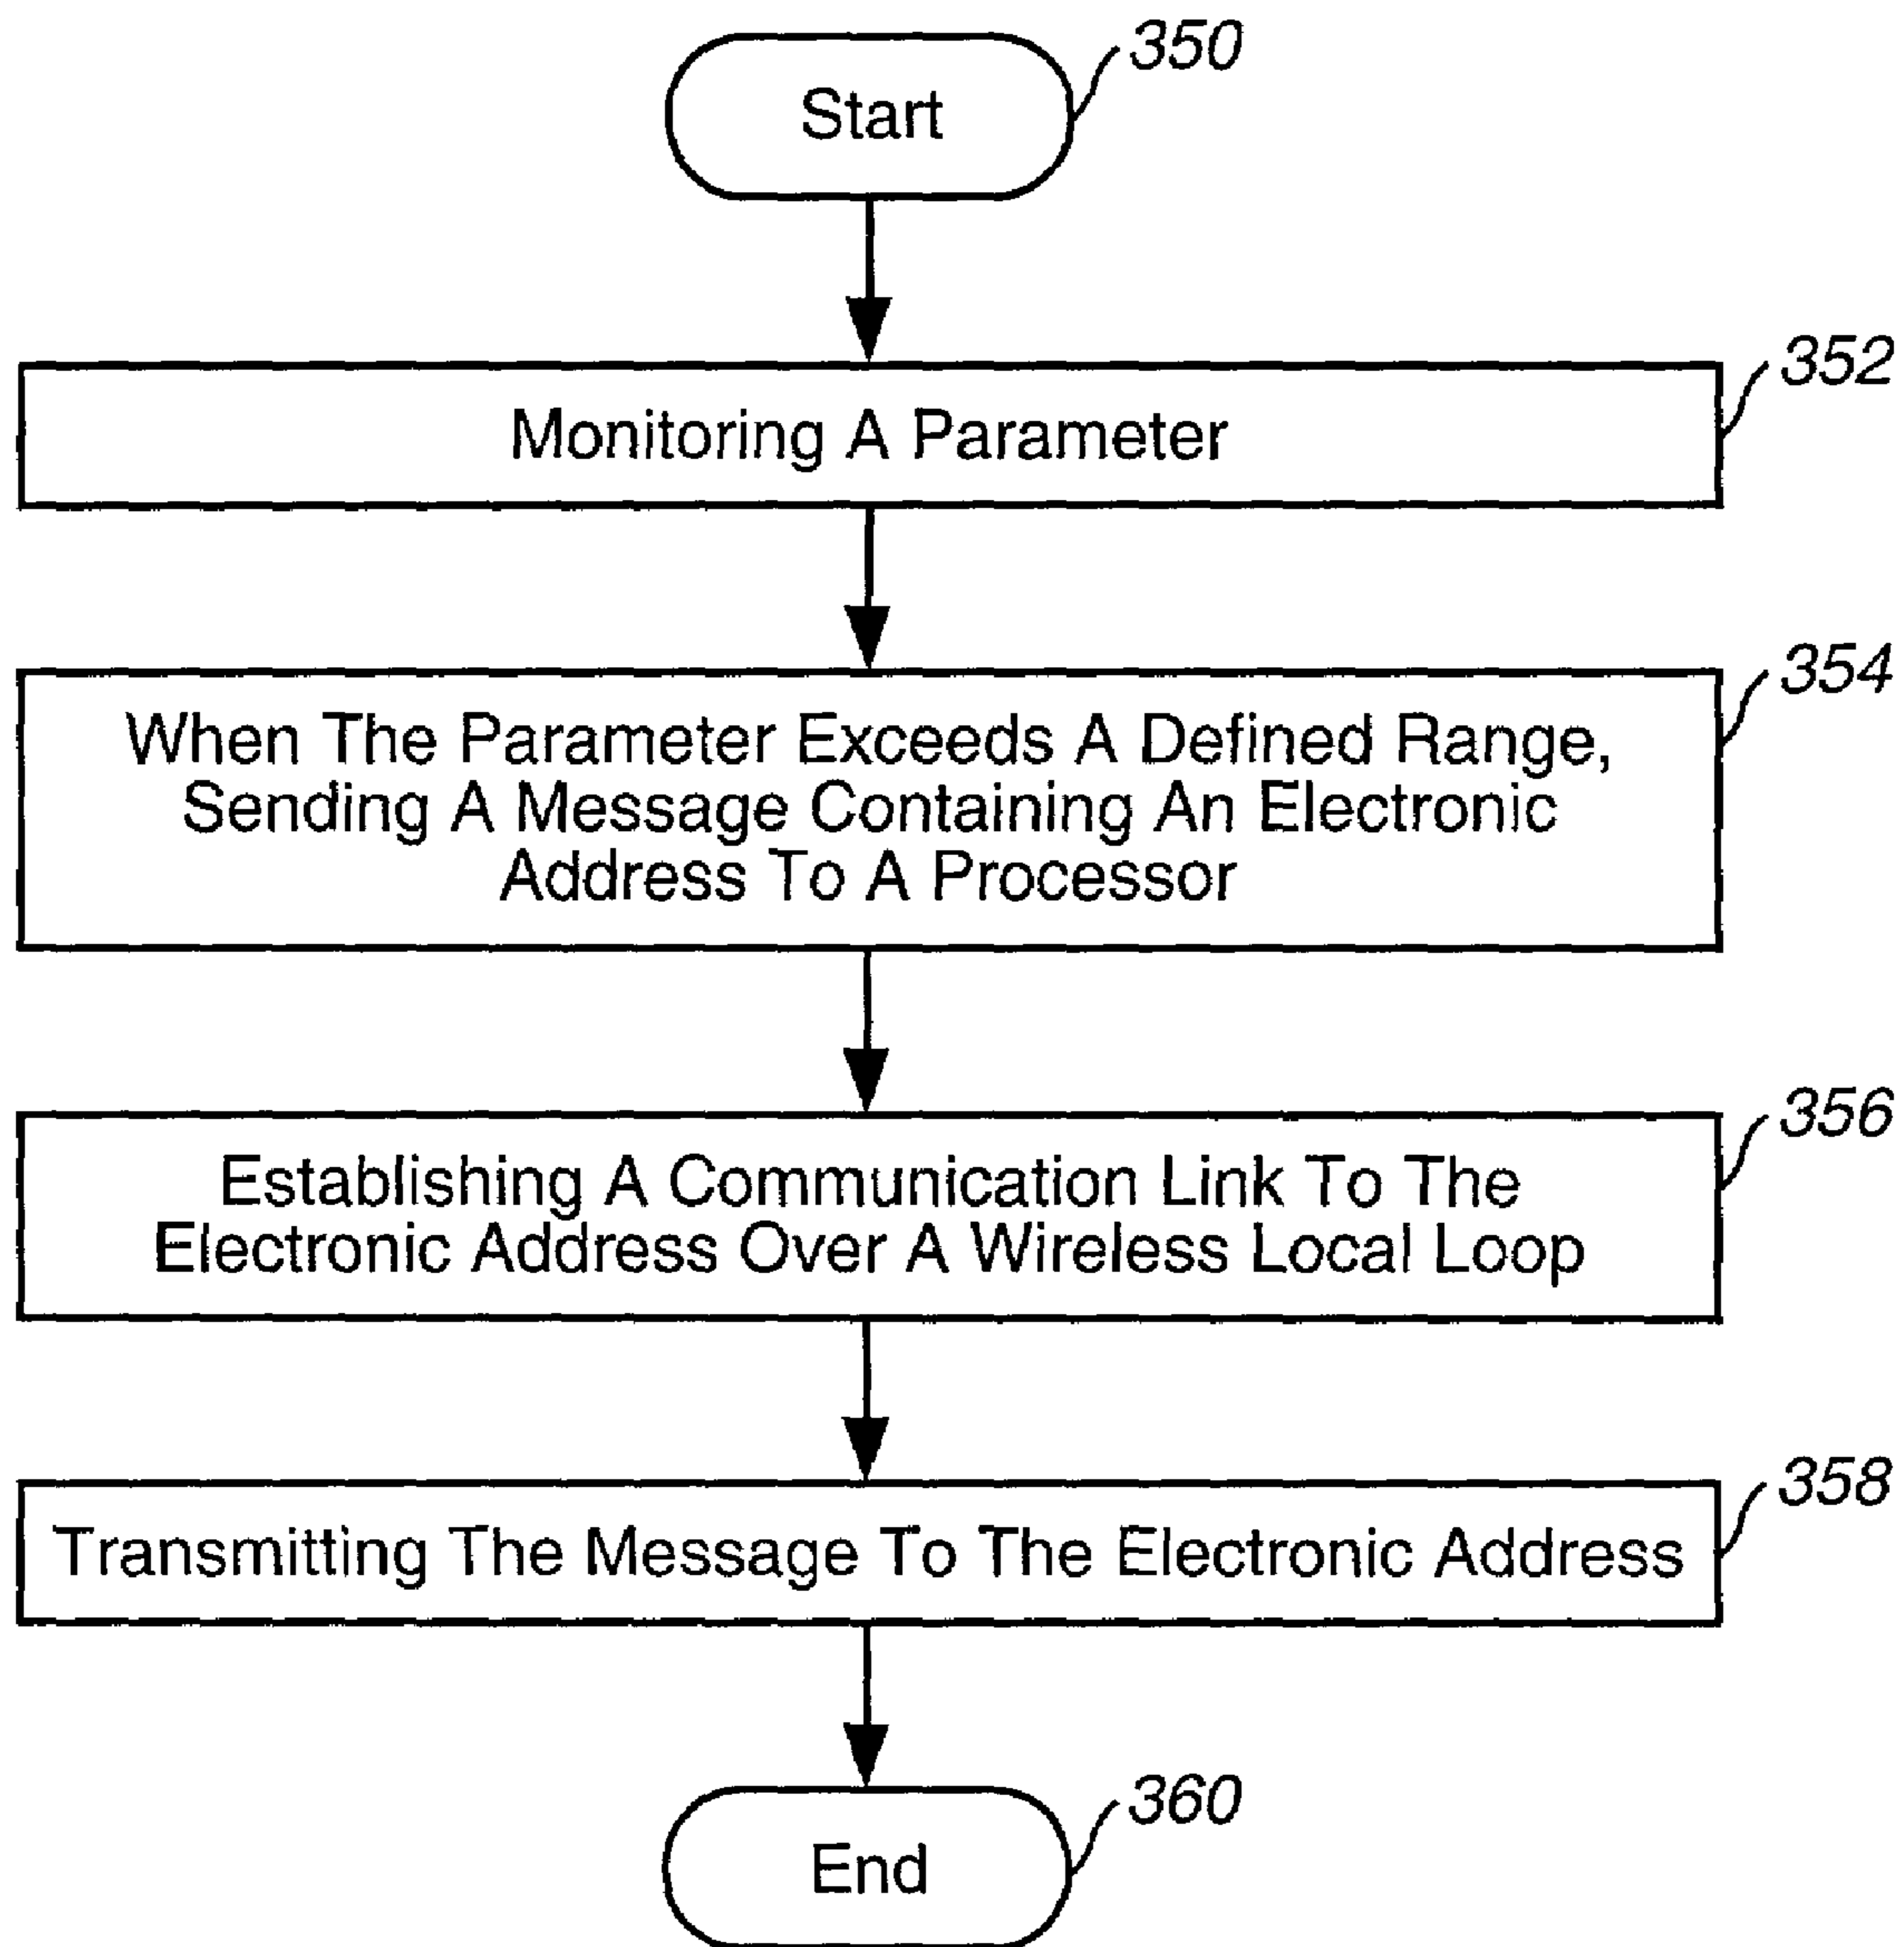 350
Start
352
Monitoring A Parameter
354
When The Parameter Exceeds A Defined Range,
Sending A Message Containing An Electronic
Address To A Processor
356
Establishing A Communication Link To The
Electronic Address Over A Wireless Local Loop
358
Transmitting The Message To The Electronic Address
360
End